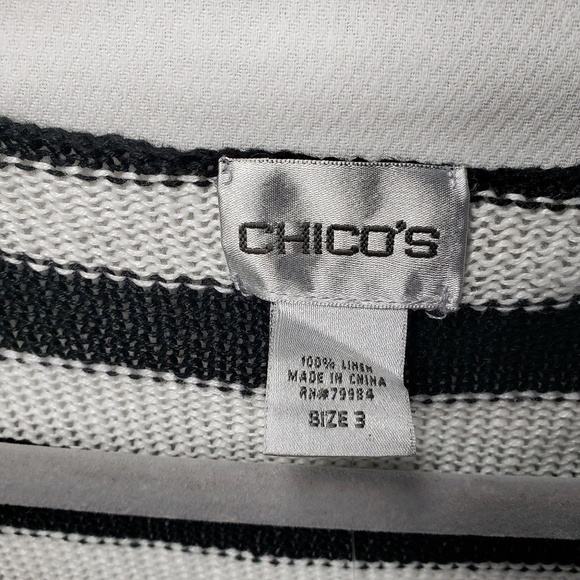 CHICO'S
100% LINEN
MADE IN CHINA
RN#79984
SIZE 3